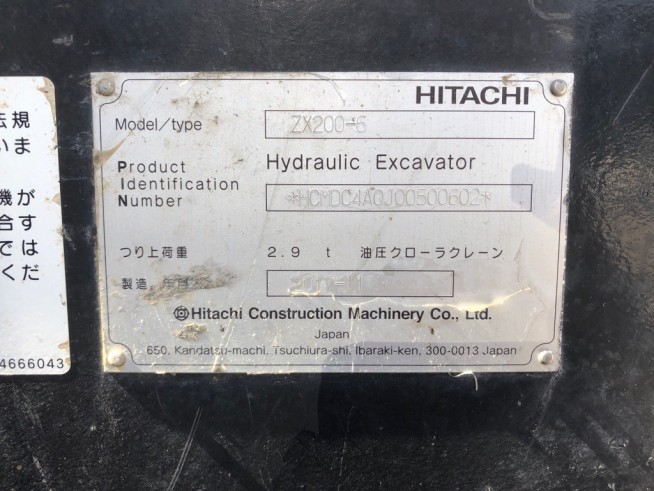 去規
いま
機が
合す
では
くだ
4666043
HITACHI
Model/type ZX200-6
Product
Identification
Number
Hydraulic Excavator
*HCMDC4A0J00500602*
つり上荷重 2.9 t 油圧クローラクレーン
製造 年月
Hitachi Construction Machinery Co., Ltd.
Japan
650, Kandatsu-machi, Tsuchiura-shi, Ibaraki-ken, 300-0013 Japan